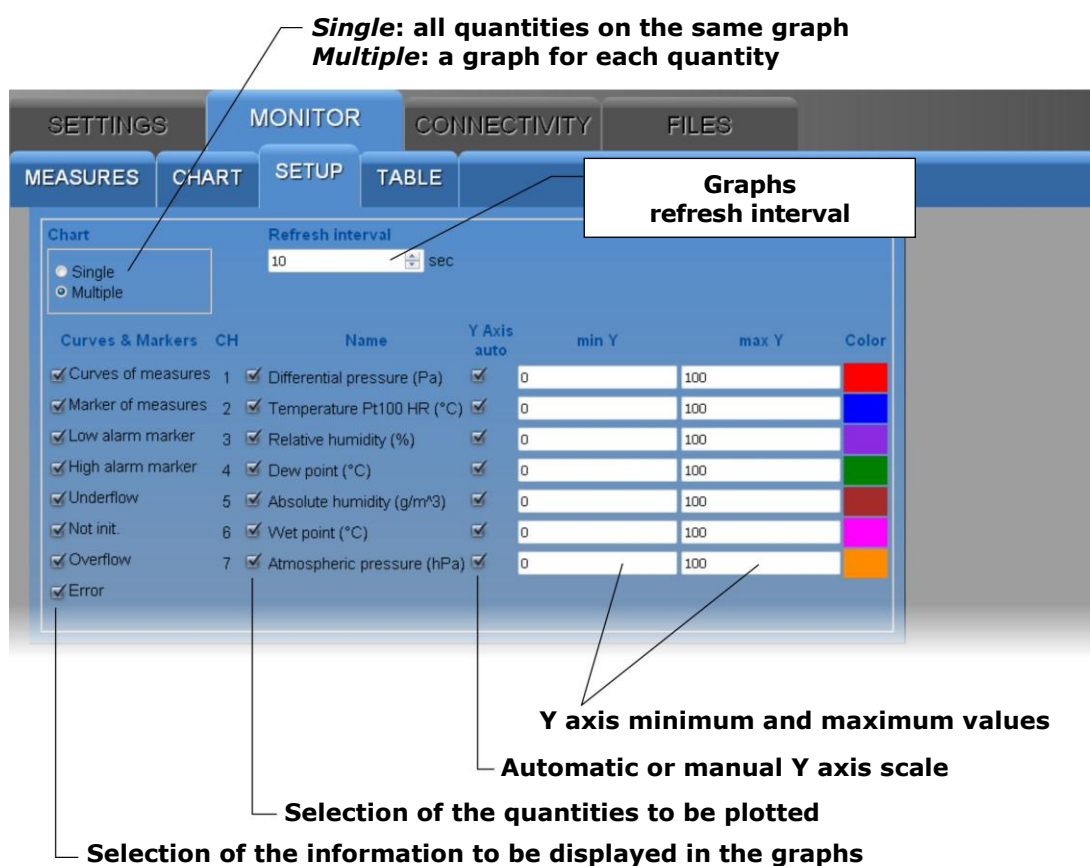 Single: all quantities on the same graph
Multiple: a graph for each quantity
SETTINGS MONITOR CONNECTIVITY FILES
MEASURES CHART SETUP TABLE
Graphs
refresh interval
Chart Refresh interval
10 sec
Single
Multiple
Curves & Markers CH Name Y Axis auto min Y max Y Color
Curves of measures 1 Differential pressure (Pa) 0 100
Marker of measures 2 Temperature Pt100 HR (°C) 0 100
Low alarm marker 3 Relative humidity (%) 0 100
High alarm marker 4 Dew point (°C) 0 100
Underflow 5 Absolute humidity (g/m^3) 0 100
Not init. 6 Wet point (°C) 0 100
Overflow 7 Atmospheric pressure (hPa) 0 100
Error
Y axis minimum and maximum values
Automatic or manual Y axis scale
Selection of the quantities to be plotted
Selection of the information to be displayed in the graphs